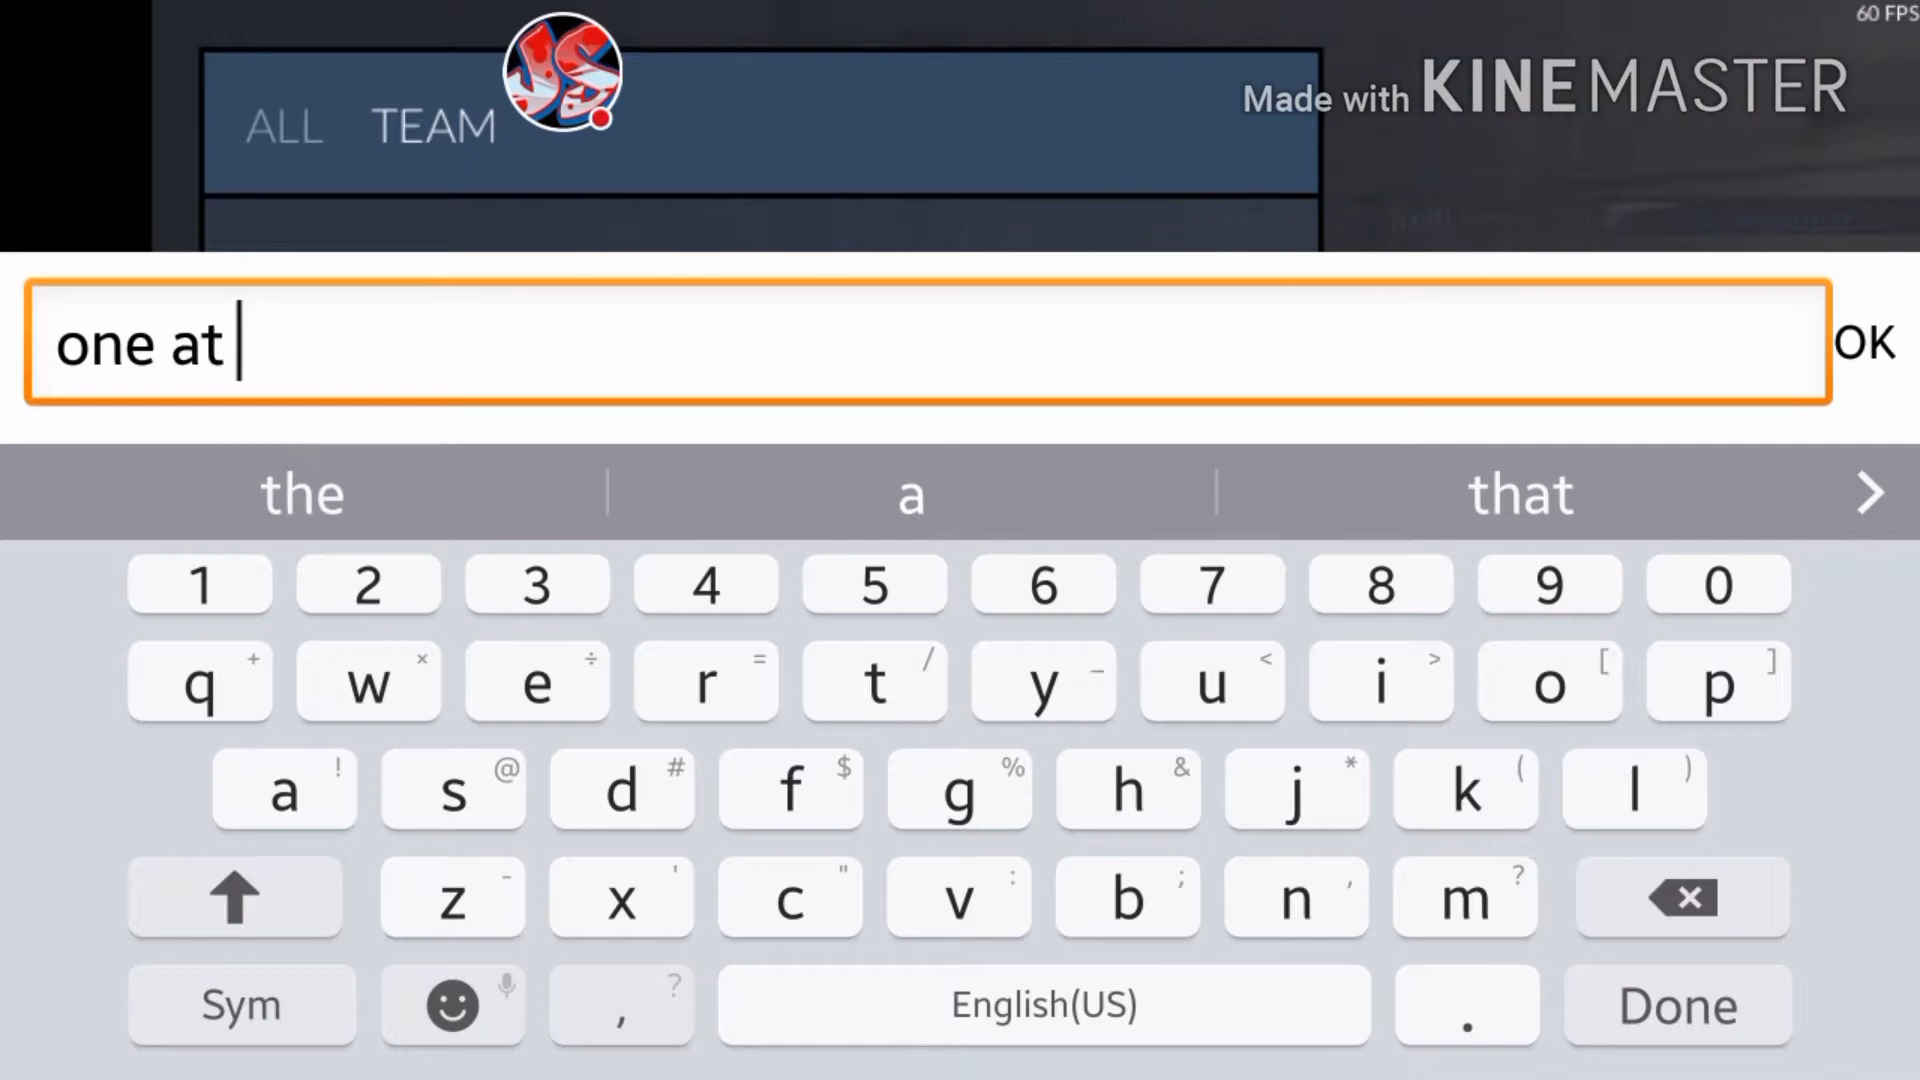 60 FPS
Made with KINEMASTER
ALL TEAM
JS
one at
OK
the a that
1 2 3 4 5 6 7 8 9 0
q + w × e ÷ r = t / y _ u < i > o [ p ]
a ! s @ d # f $ g % h & j * k ( l )
z - x ' c " v : b ; n , m ?
Sym , ? English(US) . Done